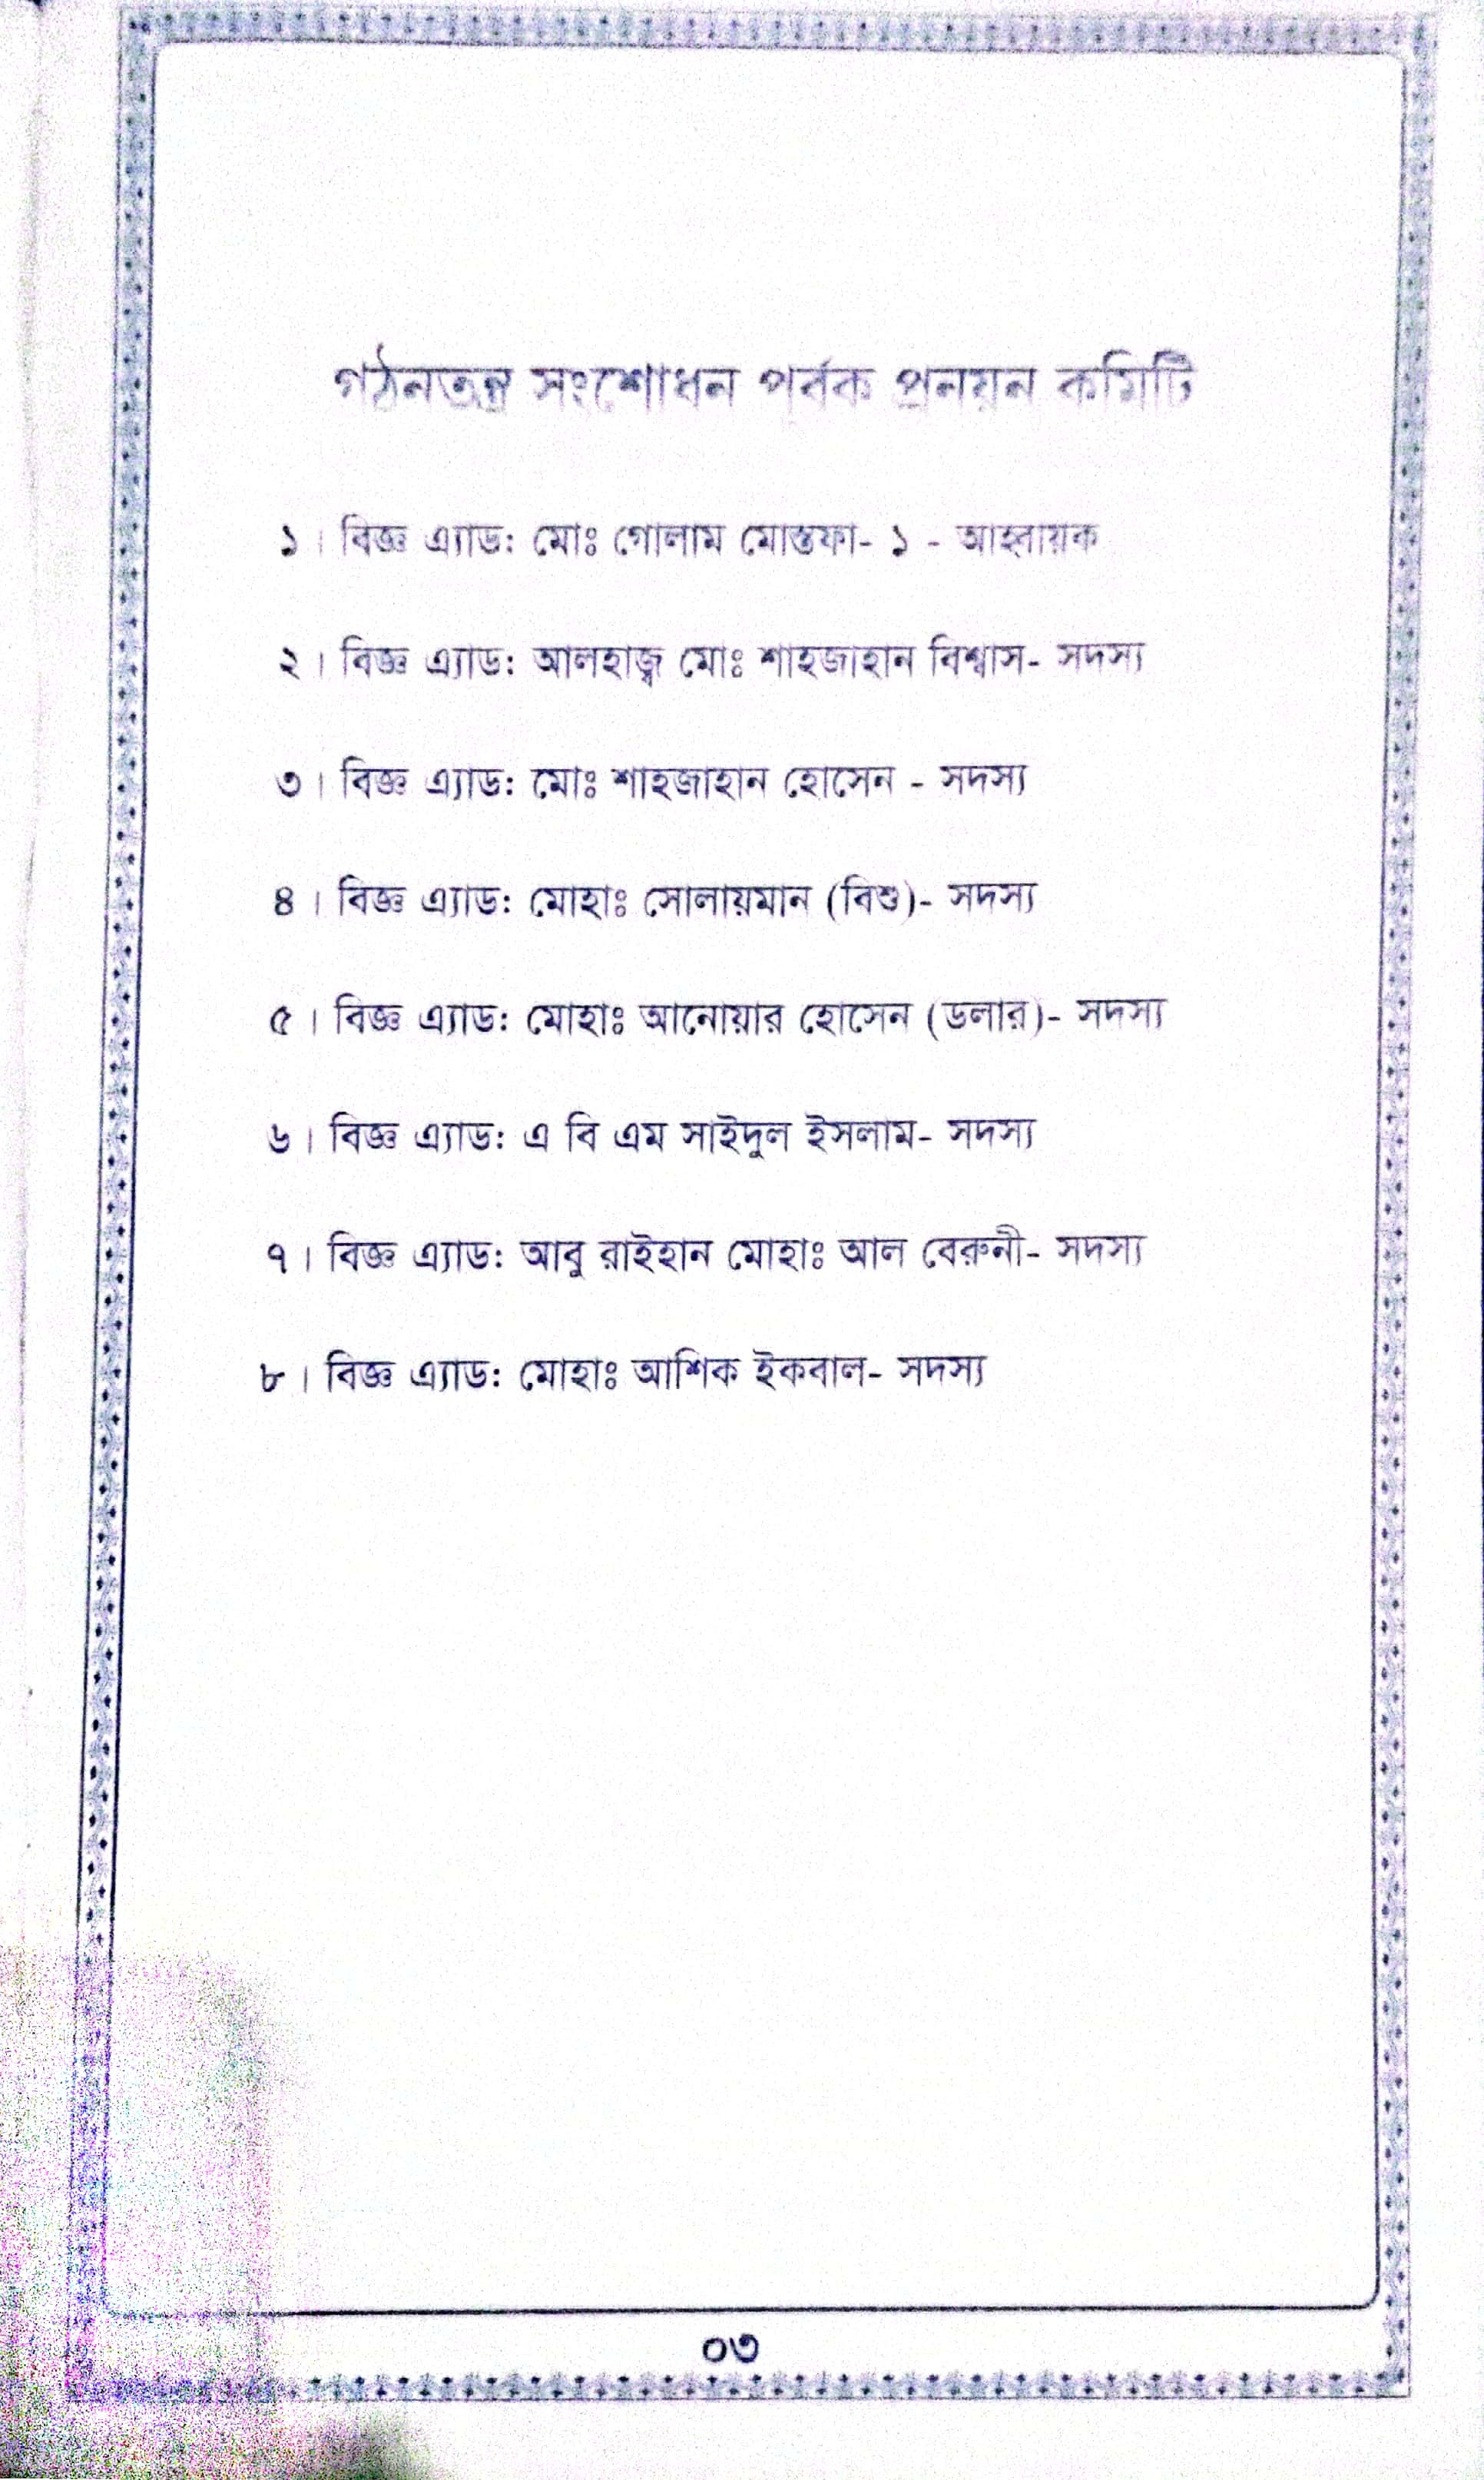 গঠনতন্ত্র সংশোধন পূর্বক প্রনয়ন কমিটি
১। বিজ্ঞ এ্যাড: মোঃ গোলাম মোস্তফা- ১ - আহ্বায়ক
২। বিজ্ঞ এ্যাড: আলহাজ্ব মোঃ শাহজাহান বিশ্বাস- সদস্য
৩। বিজ্ঞ এ্যাড: মোঃ শাহজাহান হোসেন - সদস্য
৪। বিজ্ঞ এ্যাড: মোহাঃ সোলায়মান (বিশু)- সদস্য
৫। বিজ্ঞ এ্যাড: মোহাঃ আনোয়ার হোসেন (ডলার)- সদস্য
৬। বিজ্ঞ এ্যাড: এ বি এম সাইদুল ইসলাম- সদস্য
৭। বিজ্ঞ এ্যাড: আবু রাইহান মোহাঃ আল বেরুনী- সদস্য
৮। বিজ্ঞ এ্যাড: মোহাঃ আশিক ইকবাল- সদস্য
০৩